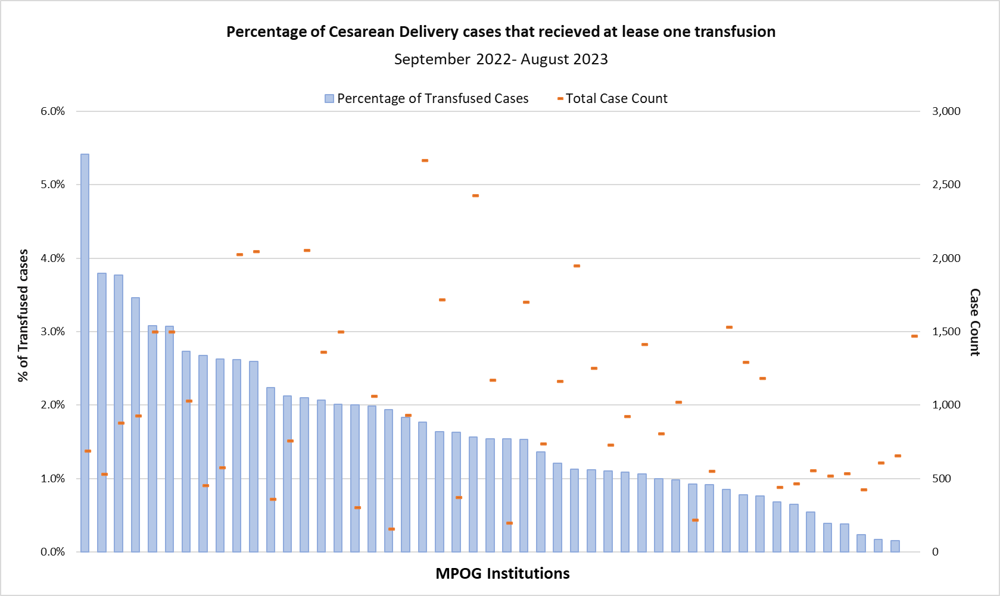 Percentage of Cesarean Delivery cases that recieved at lease one transfusion
September 2022- August 2023
Percentage of Transfused Cases
Total Case Count
6.0%
5.0%
4.0%
3.0%
2.0%
1.0%
0.0%
% of Transfused cases
3,000
2,500
2,000
1,500
1,000
500
0
Case Count
MPOG Institutions